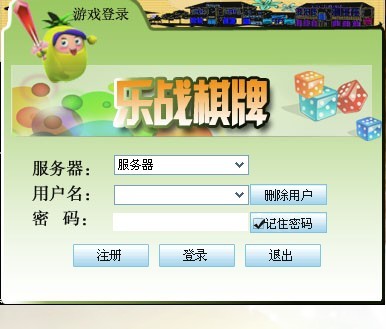 游戏登录
乐战棋牌
服务器： 服务器
用户名： 删除用户
密 码： 记住密码
注册 登录 退出